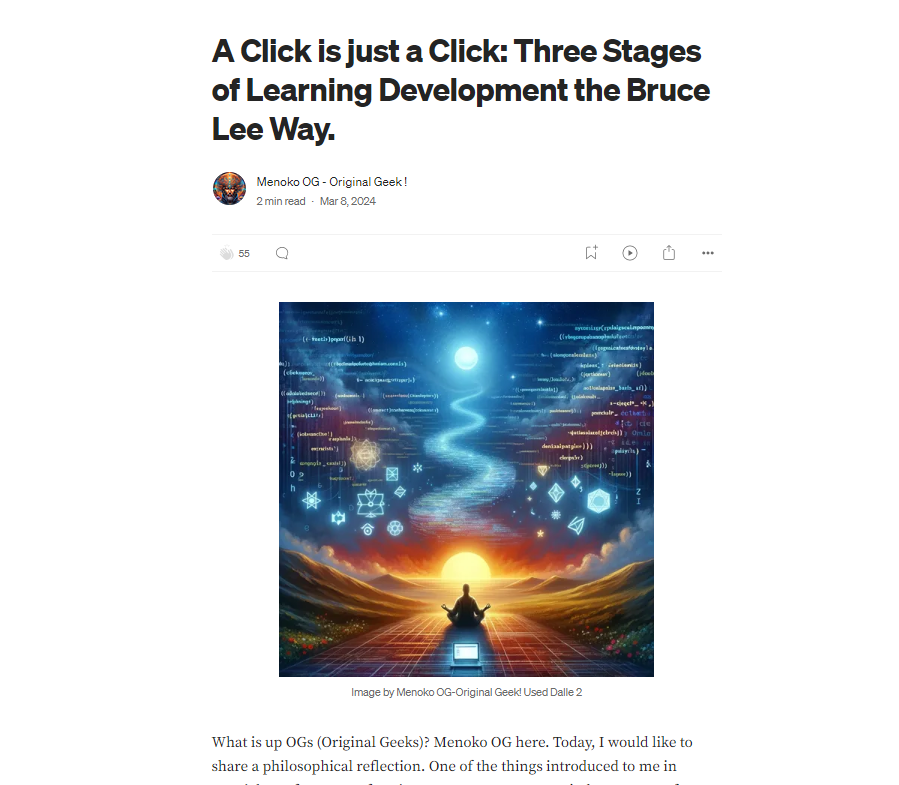 A Click is just a Click: Three Stages
of Learning Development the Bruce
Lee Way.
Menoko OG - Original Geek !
2 min read · Mar 8, 2024
55
Image by Menoko OG-Original Geek! Used Dalle 2
What is up OGs (Original Geeks)? Menoko OG here. Today, I would like to
share a philosophical reflection. One of the things introduced to me in